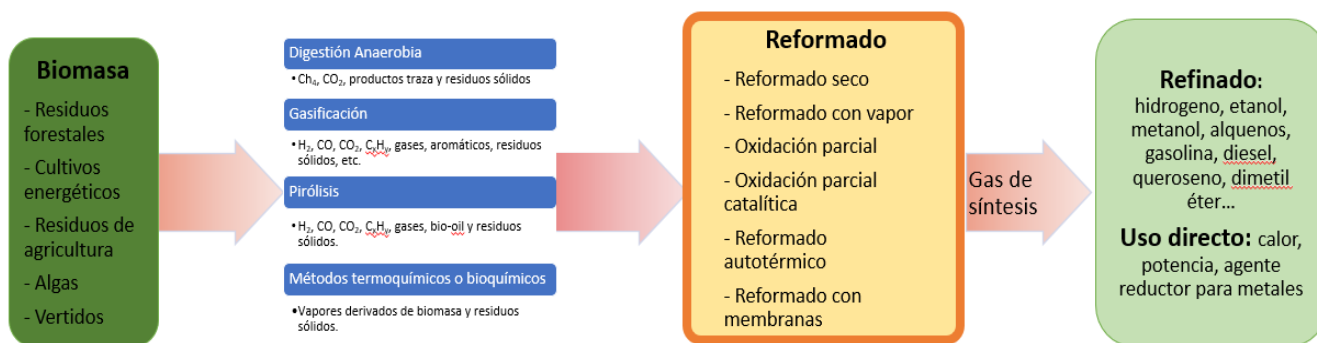 Biomasa
- Residuos
forestales
- Cultivos
energéticos
- Residuos de
agricultura
- Algas
- Vertidos
Digestión Anaerobia
•Ch₄, CO₂, productos traza y residuos sólidos
Gasificación
•H₂, CO, CO₂, CₓHᵧ, gases, aromáticos, residuos
sólidos, etc.
Pirólisis
•H₂, CO, CO₂, CₓHᵧ, gases, bio-oil y residuos
sólidos.
Métodos termoquímicos o bioquímicos
•Vapores derivados de biomasa y residuos
sólidos.
Reformado
- Reformado seco
- Reformado con vapor
- Oxidación parcial
- Oxidación parcial
catalítica
- Reformado
autotérmico
- Reformado con
membranas
Gas de
síntesis
Refinado:
hidrogeno, etanol,
metanol, alquenos,
gasolina, diesel,
queroseno, dimetil
éter...
Uso directo: calor,
potencia, agente
reductor para metales